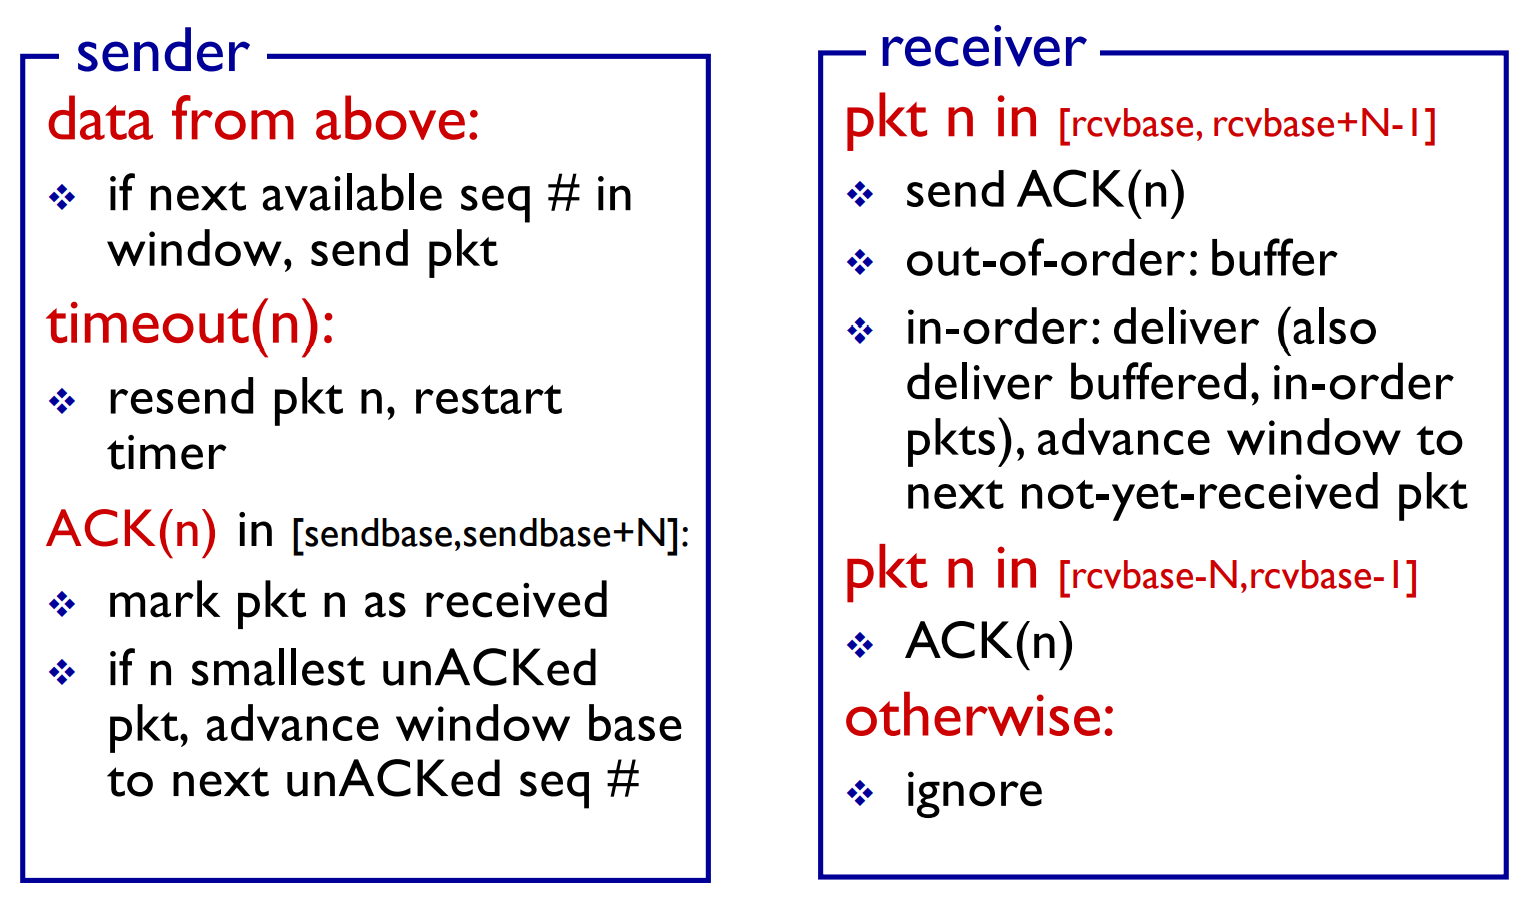 sender
data from above:
❖ if next available seq # in
window, send pkt
timeout(n):
❖ resend pkt n, restart
timer
ACK(n) in [sendbase,sendbase+N]:
❖ mark pkt n as received
❖ if n smallest unACKed
pkt, advance window base
to next unACKed seq #
receiver
pkt n in [rcvbase, rcvbase+N-1]
❖ send ACK(n)
❖ out-of-order: buffer
❖ in-order: deliver (also
deliver buffered, in-order
pkts), advance window to
next not-yet-received pkt
pkt n in [rcvbase-N,rcvbase-1]
❖ ACK(n)
otherwise:
❖ ignore